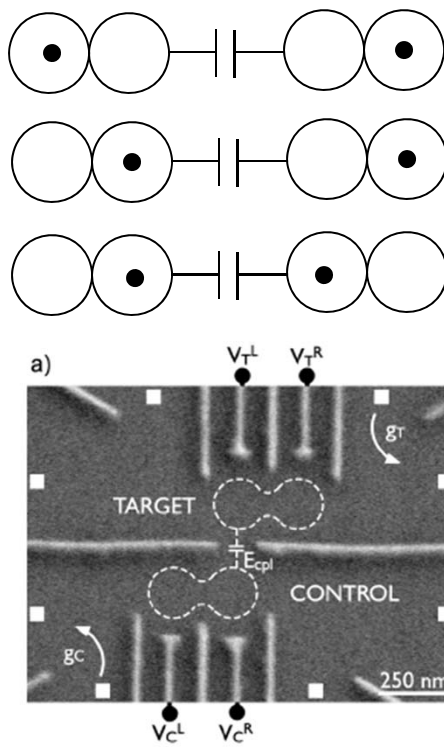 a)
V_T^L V_T^R
g_T
TARGET
E_cpl
CONTROL
g_C
250 nm
V_C^L V_C^R